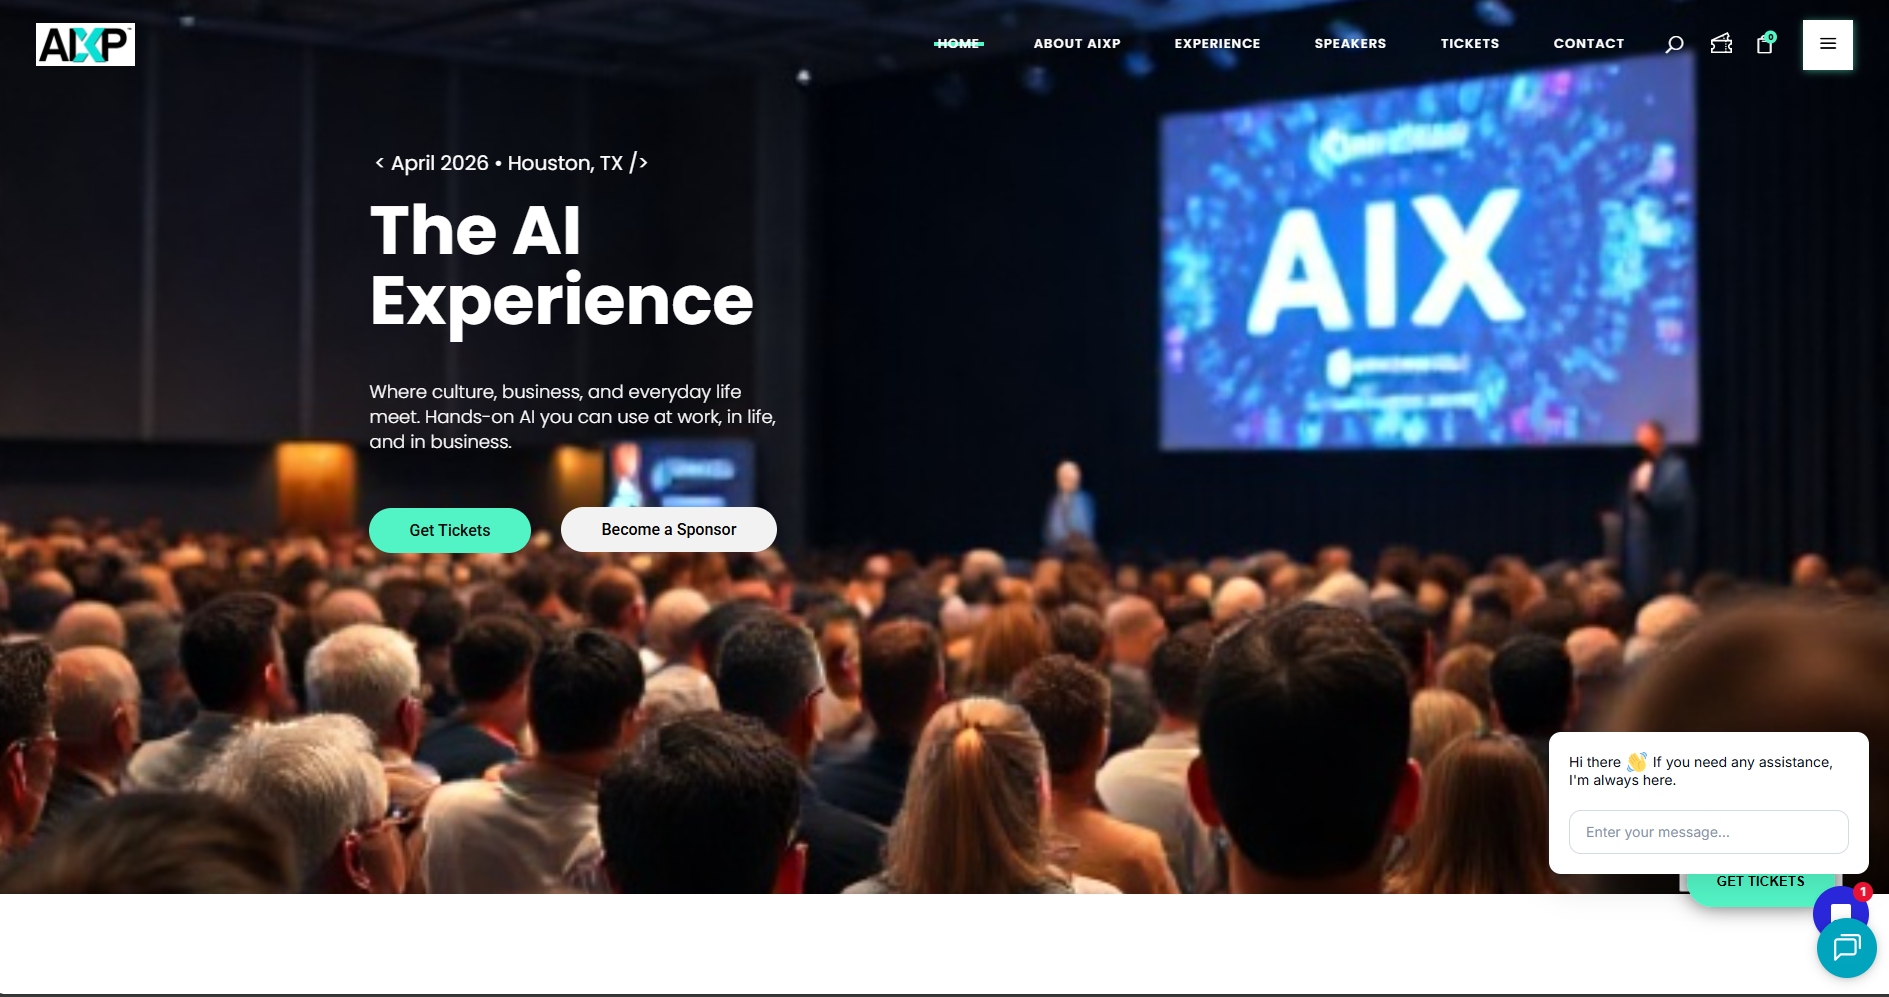 AIXP
HOME
ABOUT AIXP
EXPERIENCE
SPEAKERS
TICKETS
CONTACT
0
< April 2026 • Houston, TX />
The AI
Experience
Where culture, business, and everyday life
meet. Hands-on AI you can use at work, in life,
and in business.
Get Tickets
Become a Sponsor
AIX
Hi there 👋 If you need any assistance,
I'm always here.
Enter your message...
GET TICKETS
1